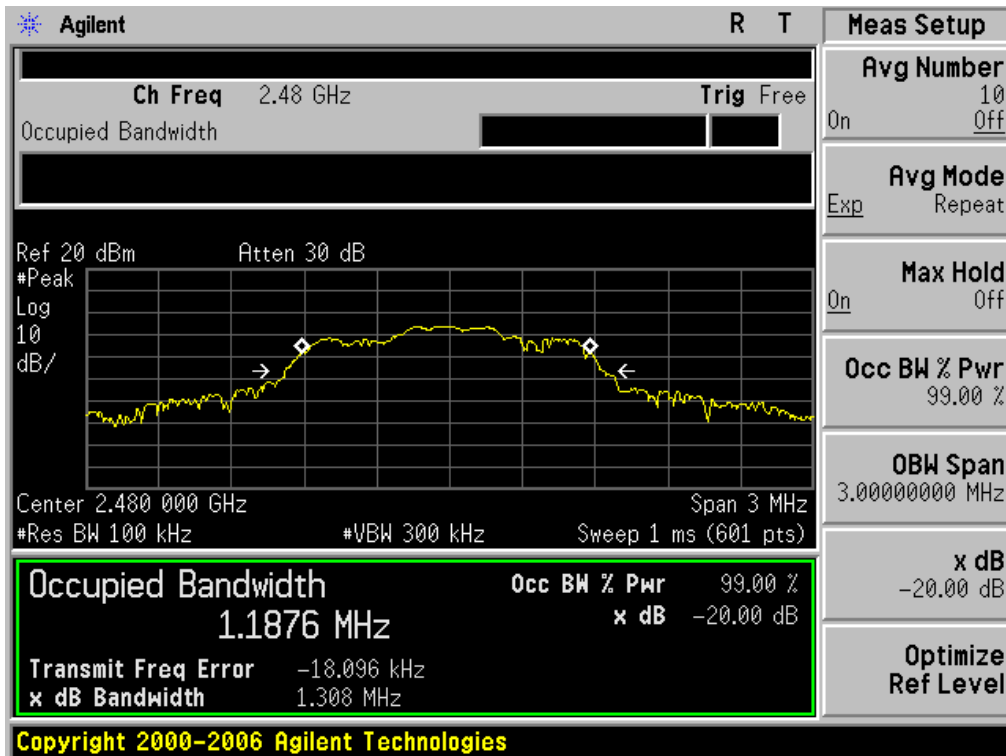 Agilent R T
Ch Freq 2.48 GHz Trig Free
Occupied Bandwidth
Ref 20 dBm Atten 30 dB
#Peak
Log
10
dB/
Center 2.480 000 GHz Span 3 MHz
#Res BW 100 kHz #VBW 300 kHz Sweep 1 ms (601 pts)
Occupied Bandwidth Occ BW % Pwr 99.00 %
1.1876 MHz x dB -20.00 dB
Transmit Freq Error -18.096 kHz
x dB Bandwidth 1.308 MHz
Copyright 2000-2006 Agilent Technologies
Meas Setup
Avg Number
10
On Off
Avg Mode
Exp Repeat
Max Hold
On Off
Occ BW % Pwr
99.00 %
OBW Span
3.00000000 MHz
x dB
-20.00 dB
Optimize
Ref Level